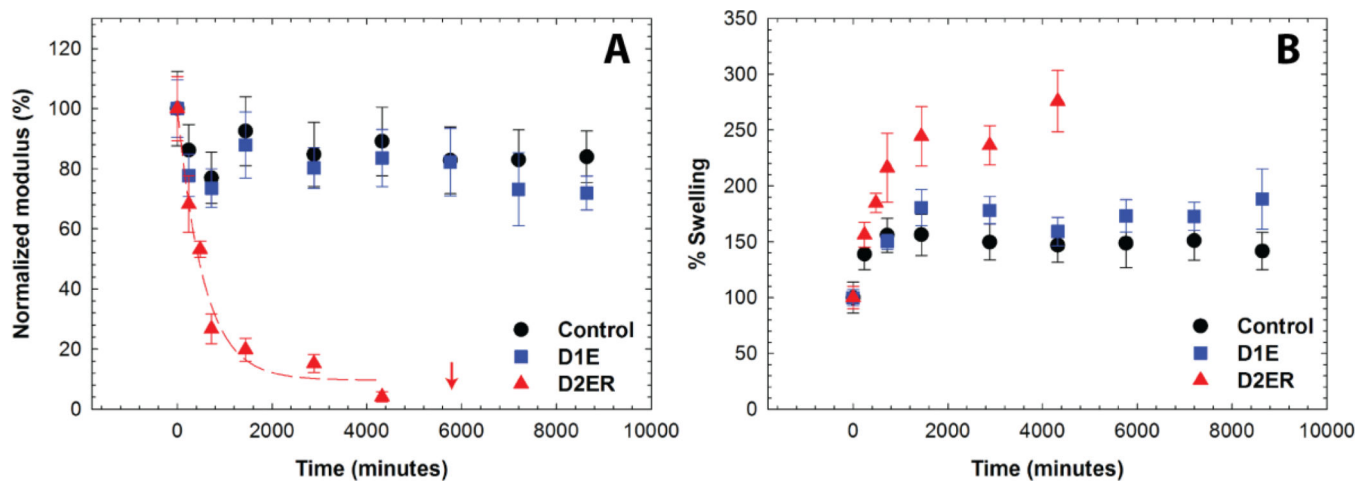 A
120
100
80
60
40
20
0
Normalized modulus (%)
Control
D1E
D2ER
0 2000 4000 6000 8000 10000
Time (minutes)
B
350
300
250
200
150
100
50
0
% Swelling
Control
D1E
D2ER
0 2000 4000 6000 8000 10000
Time (minutes)